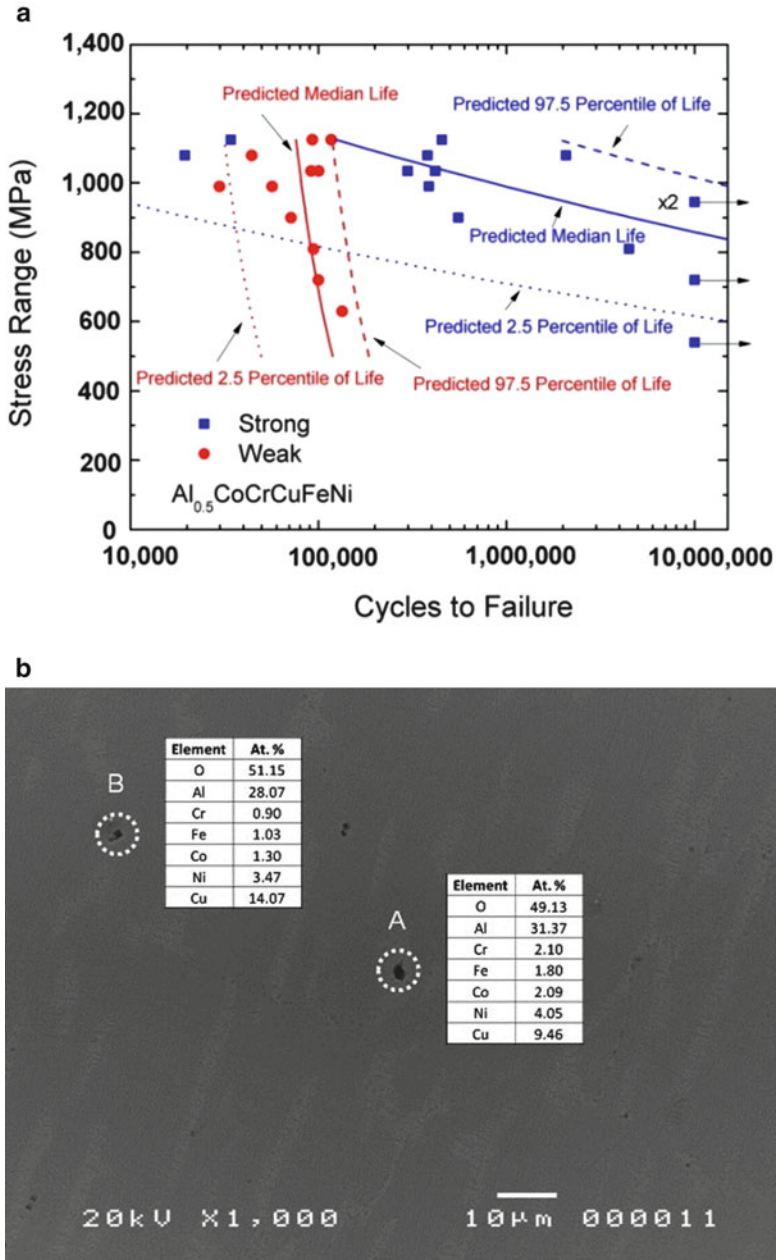 a
1,400
1,200
1,000
800
600
400
200
0
Stress Range (MPa)
Predicted Median Life
Predicted 97.5 Percentile of Life
x2
Predicted Median Life
Predicted 2.5 Percentile of Life
Predicted 2.5 Percentile of Life
Predicted 97.5 Percentile of Life
Strong
Weak
Al0.5CoCrCuFeNi
10,000 100,000 1,000,000 10,000,000
Cycles to Failure
b
B
Element At. %
O 51.15
Al 28.07
Cr 0.90
Fe 1.03
Co 1.30
Ni 3.47
Cu 14.07
A
Element At. %
O 49.13
Al 31.37
Cr 2.10
Fe 1.80
Co 2.09
Ni 4.05
Cu 9.46
20kV X1,000 10µm 000011